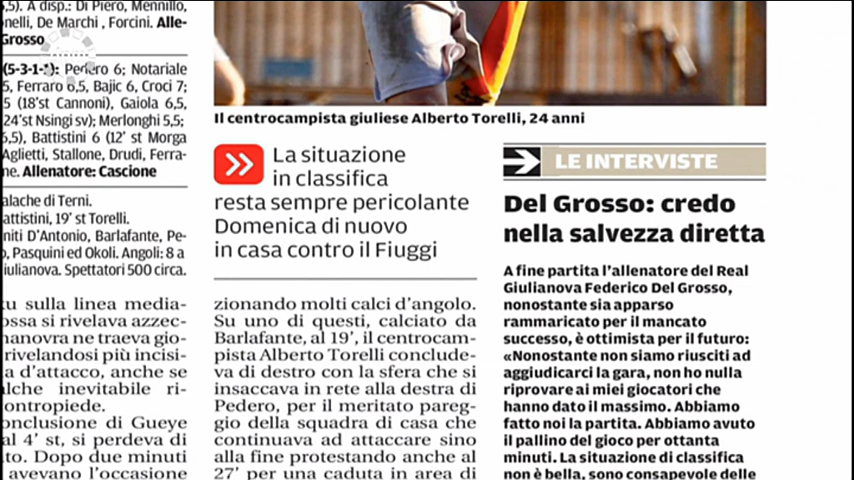 5). A disp.: Di Piero, Mennillo,
nelli, De Marchi, Forcini. Alle-
Grosso
(5-3-1-1): Pedero 6; Notariale
5, Ferraro 6,5, Bajic 6, Croci 7;
5 (18'st Cannoni), Gaiola 6,5,
24'st Nsingi sv); Merlonghi 5,5;
5,5), Battistini 6 (12' st Morga
Aglietti, Stallone, Drudi, Ferra-
ne. Allenatore: Cascione
alache di Terni.
attistini, 19' st Torelli.
niti D'Antonio, Barlafante, Pe-
o, Pasquini ed Okoli. Angoli: 8 a
iulianova. Spettatori 500 circa.
u sulla linea media-
ossa si rivelava azzec-
manovra ne traeva gio-
rivelandosi più incisi-
a d'attacco, anche se
lche inevitabile ri-
ontropiede.
onclusione di Gueye
al 4' st, si perdeva di
to. Dopo due minuti
avevano l'occasione
Il centrocampista giuliese Alberto Torelli, 24 anni
La situazione
in classifica
resta sempre pericolante
Domenica di nuovo
in casa contro il Fiuggi
zionando molti calci d'angolo.
Su uno di questi, calciato da
Barlafante, al 19', il centrocam-
pista Alberto Torelli conclude-
va di destro con la sfera che si
insaccava in rete alla destra di
Pedero, per il meritato pareg-
gio della squadra di casa che
continuava ad attaccare sino
alla fine protestando anche al
27' per una caduta in area di
LE INTERVISTE
Del Grosso: credo
nella salvezza diretta
A fine partita l'allenatore del Real
Giulianova Federico Del Grosso,
nonostante sia apparso
rammaricato per il mancato
successo, è ottimista per il futuro:
«Nonostante non siamo riusciti ad
aggiudicarci la gara, non ho nulla
riprovare ai miei giocatori che
hanno dato il massimo. Abbiamo
fatto noi la partita. Abbiamo avuto
il pallino del gioco per ottanta
minuti. La situazione di classifica
non è bella, sono consapevole delle